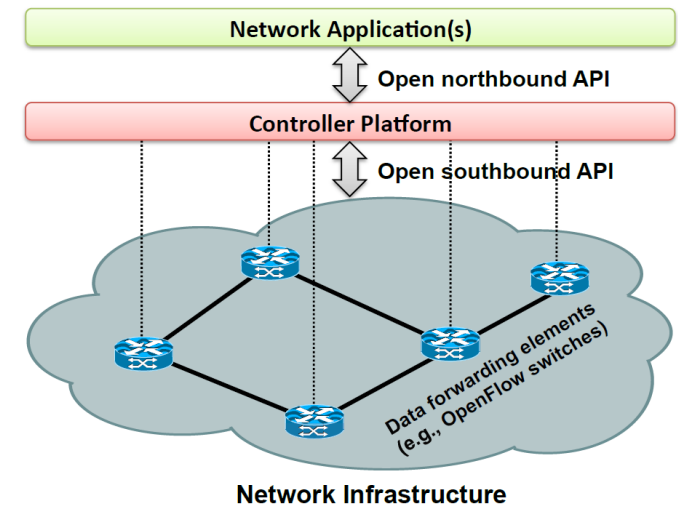 Network Application(s)
Open northbound API
Controller Platform
Open southbound API
Data forwarding elements
(e.g., OpenFlow switches)
Network Infrastructure